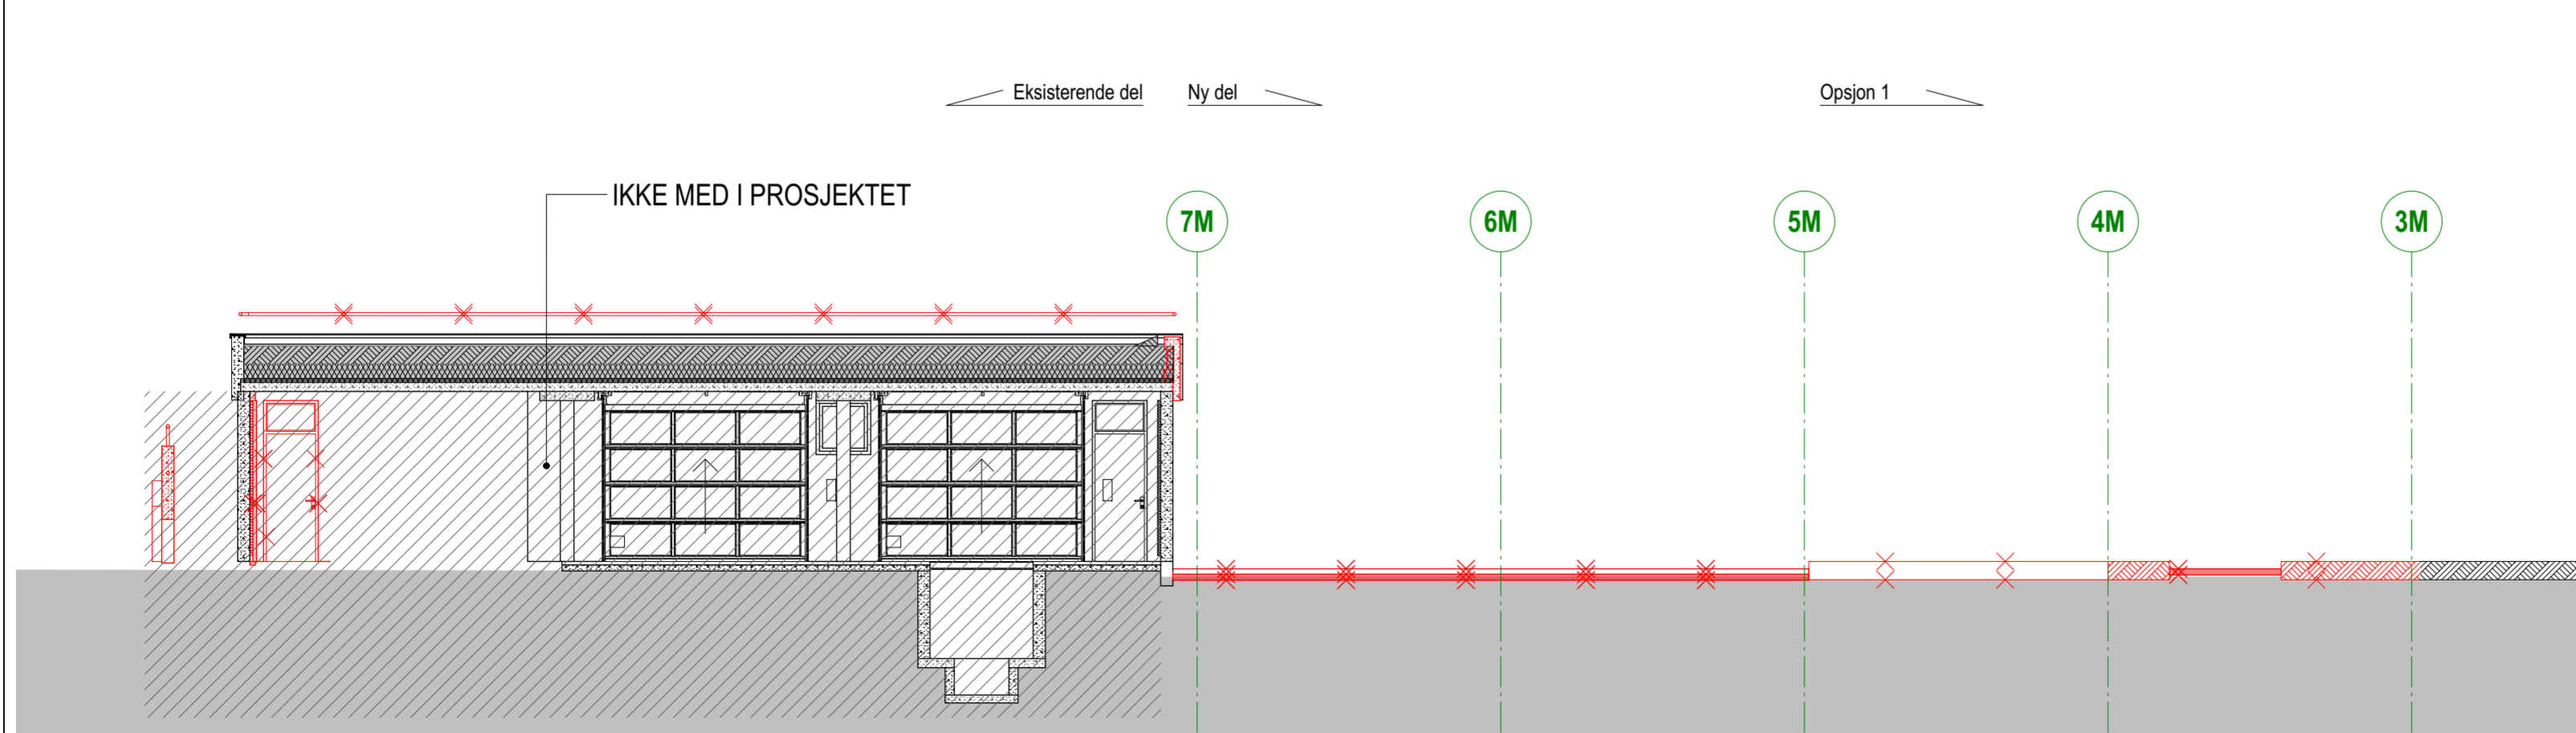 Eksisterende del
Ny del
Opsjon 1
IKKE MED I PROSJEKTET
7M
6M
5M
4M
3M